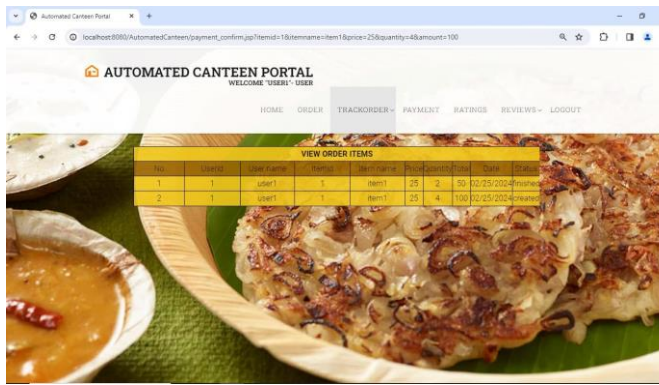 Automated Canteen Portal
localhost:8080/AutomatedCanteen/payment_confirm.jsp?itemid=1&itemname=item1&price=25&quantity=4&amount=100
AUTOMATED CANTEEN PORTAL
WELCOME "USER1"- USER
HOME ORDER TRACKORDER PAYMENT RATINGS REVIEWS LOGOUT
VIEW ORDER ITEMS
No. Userid User name Itemid Item name Price Quantity Total Date Status
1 1 user1 1 item1 25 2 50 02/25/2024 finished
2 1 user1 1 item1 25 4 100 02/25/2024 created